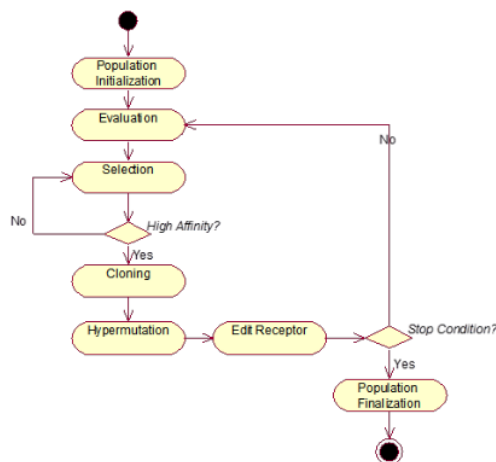 Population
Initialization
Evaluation
No
Selection
No
High Affinity?
Yes
Cloning
Hypermutation
Edit Receptor
Stop Condition?
Yes
Population
Finalization